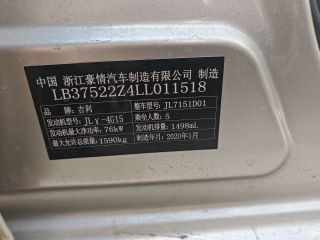 中国 浙江豪情汽车制造有限公司 制造
LB37522Z4LL011518
品牌：吉利 整车型号：JL7151D01
发动机型号：JLγ-4G15 乘坐人数：5
发动机最大净功率：76kW 发动机排量：1498mL
最大允许总质量：1590kg 制造年月：2020年1月